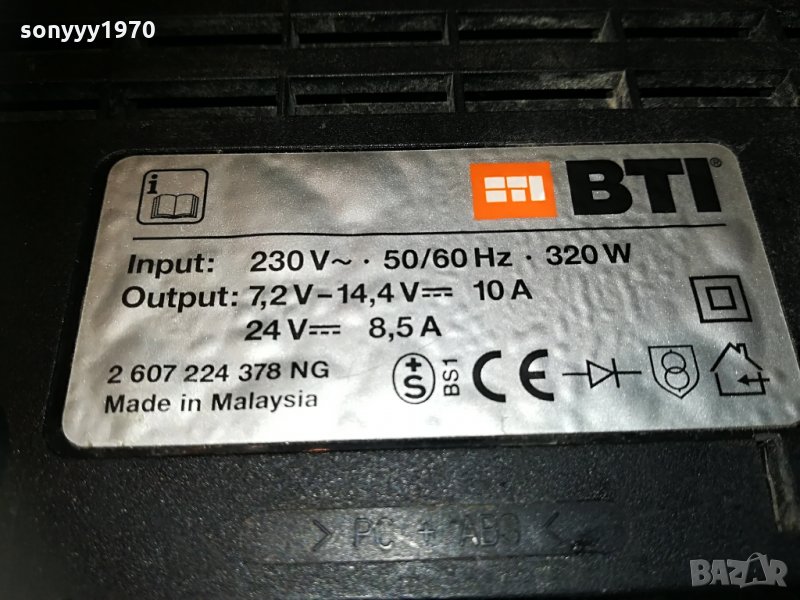 sonyyy1970
i
BTI®
Input: 230 V~ · 50/60 Hz · 320 W
Output: 7,2 V–14,4 V⎓ 10 A
24 V⎓ 8,5 A
2 607 224 378 NG
Made in Malaysia
+S
BS1
CE
> PC + ABS <
BAZAR